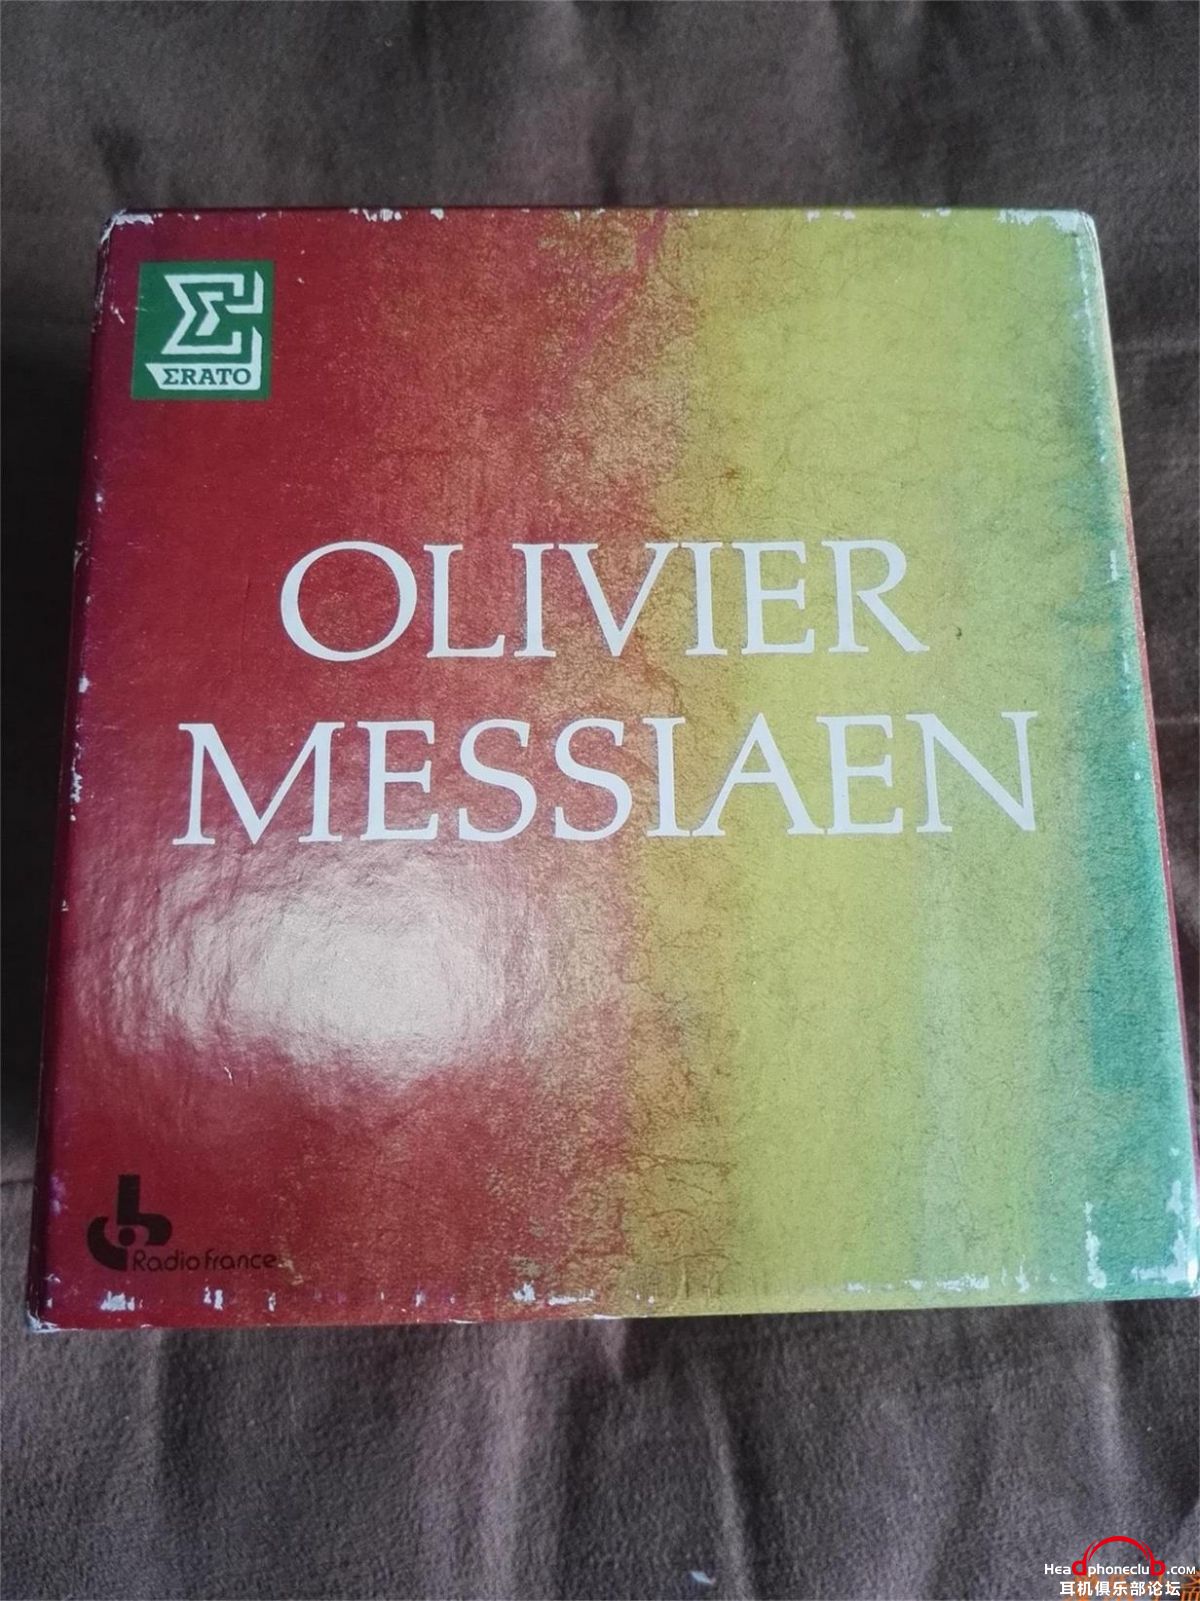 ΣRATO
OLIVIER
MESSIAEN
Radio france
Headphoneclub.com
耳机俱乐部论坛